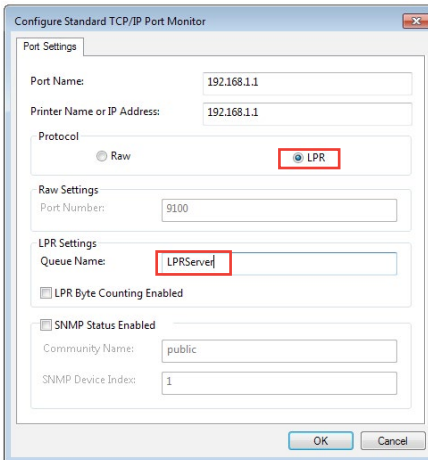 Configure Standard TCP/IP Port Monitor
Port Settings
Port Name: 192.168.1.1
Printer Name or IP Address: 192.168.1.1
Protocol
Raw LPR
Raw Settings
Port Number: 9100
LPR Settings
Queue Name: LPRServer
LPR Byte Counting Enabled
SNMP Status Enabled
Community Name: public
SNMP Device Index: 1
OK Cancel